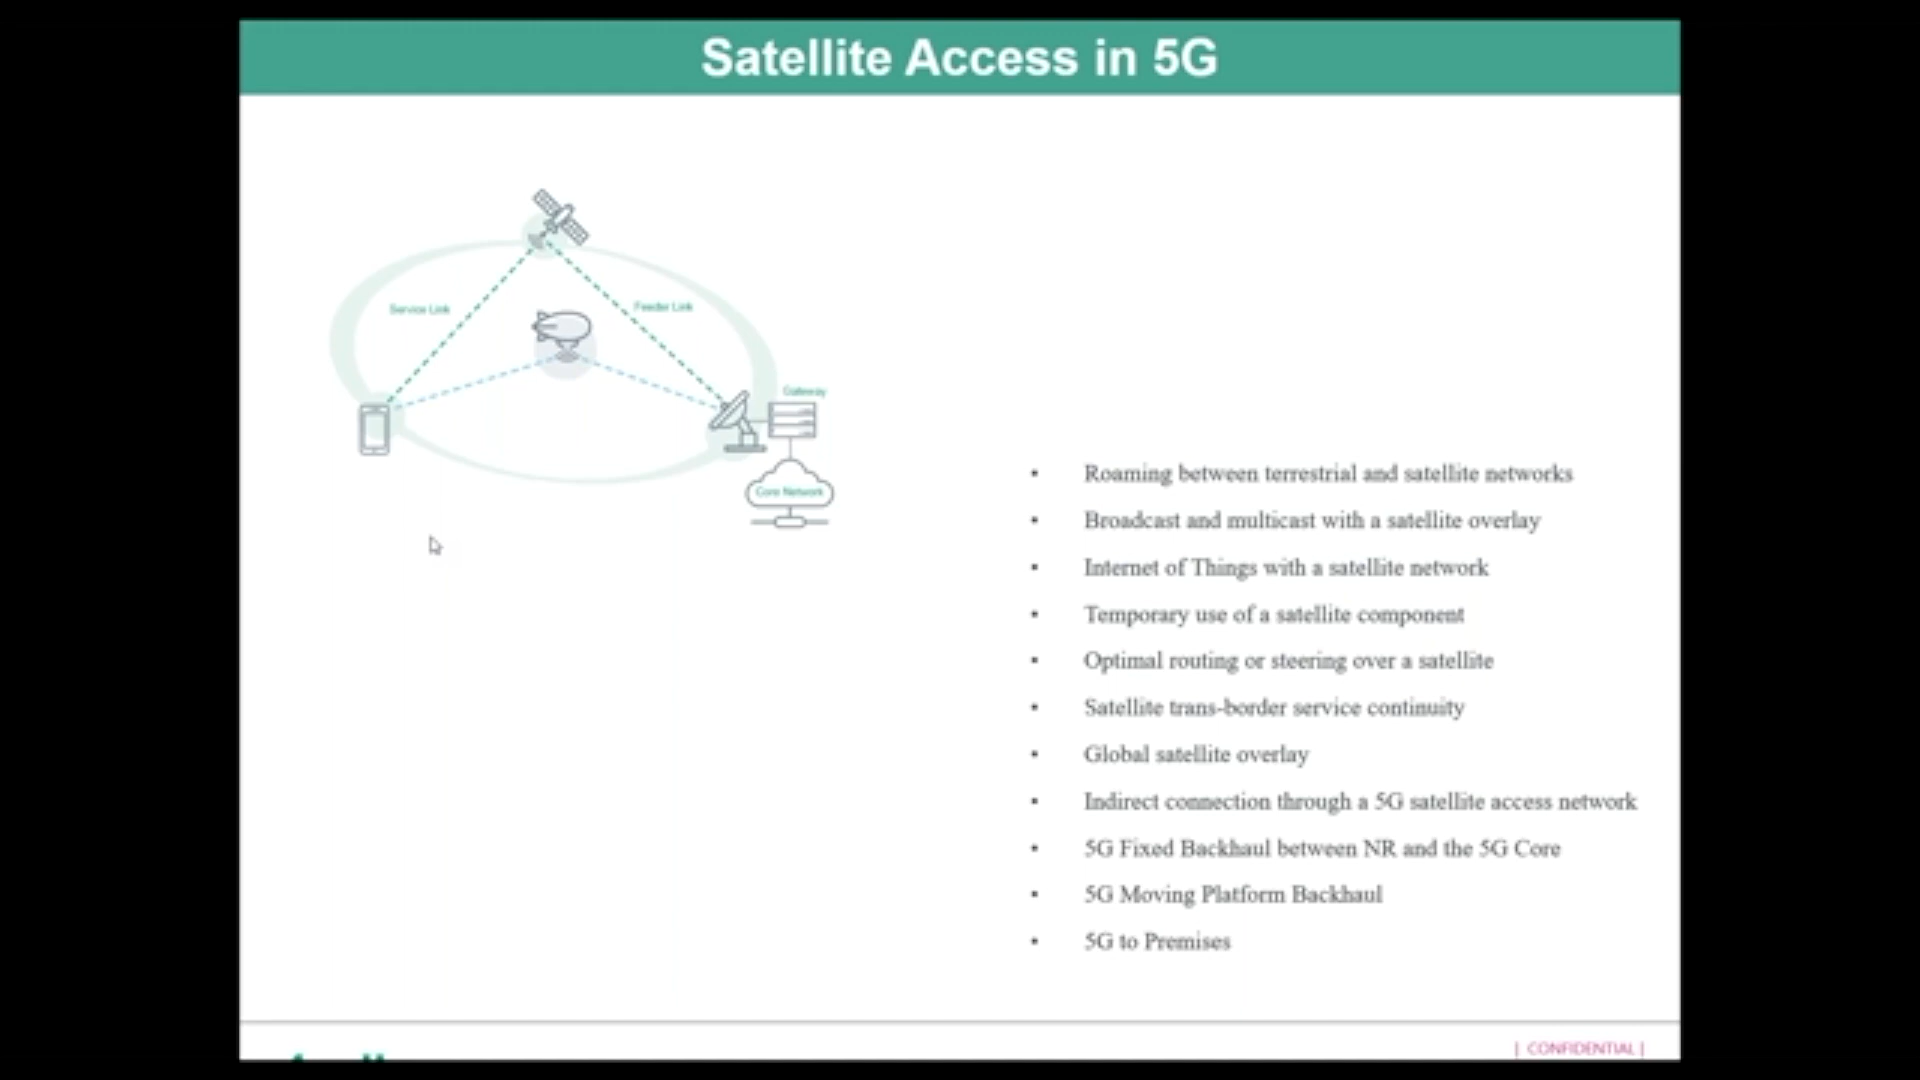 Satellite Access in 5G
Service Link
Feeder Link
Gateway
Core Network
• Roaming between terrestrial and satellite networks
• Broadcast and multicast with a satellite overlay
• Internet of Things with a satellite network
• Temporary use of a satellite component
• Optimal routing or steering over a satellite
• Satellite trans-border service continuity
• Global satellite overlay
• Indirect connection through a 5G satellite access network
• 5G Fixed Backhaul between NR and the 5G Core
• 5G Moving Platform Backhaul
• 5G to Premises
| CONFIDENTIAL |